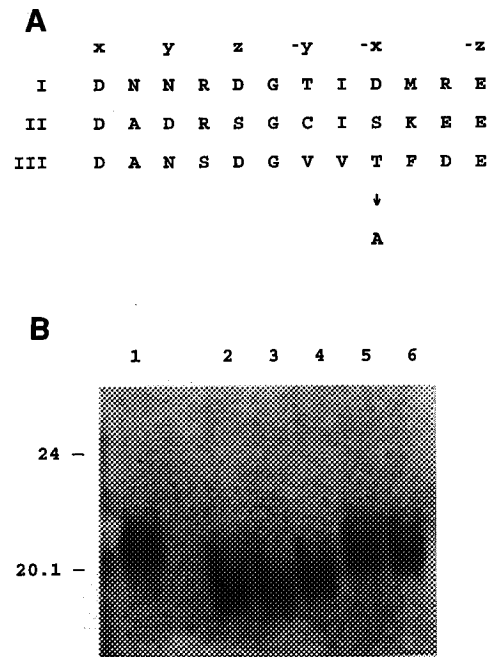 A
x y z -y -x -z
I D N N R D G T I D M R E
II D A D R S G C I S K E E
III D A N S D G V V T F D E
↓
A
B
1 2 3 4 5 6
24 –
20.1 –